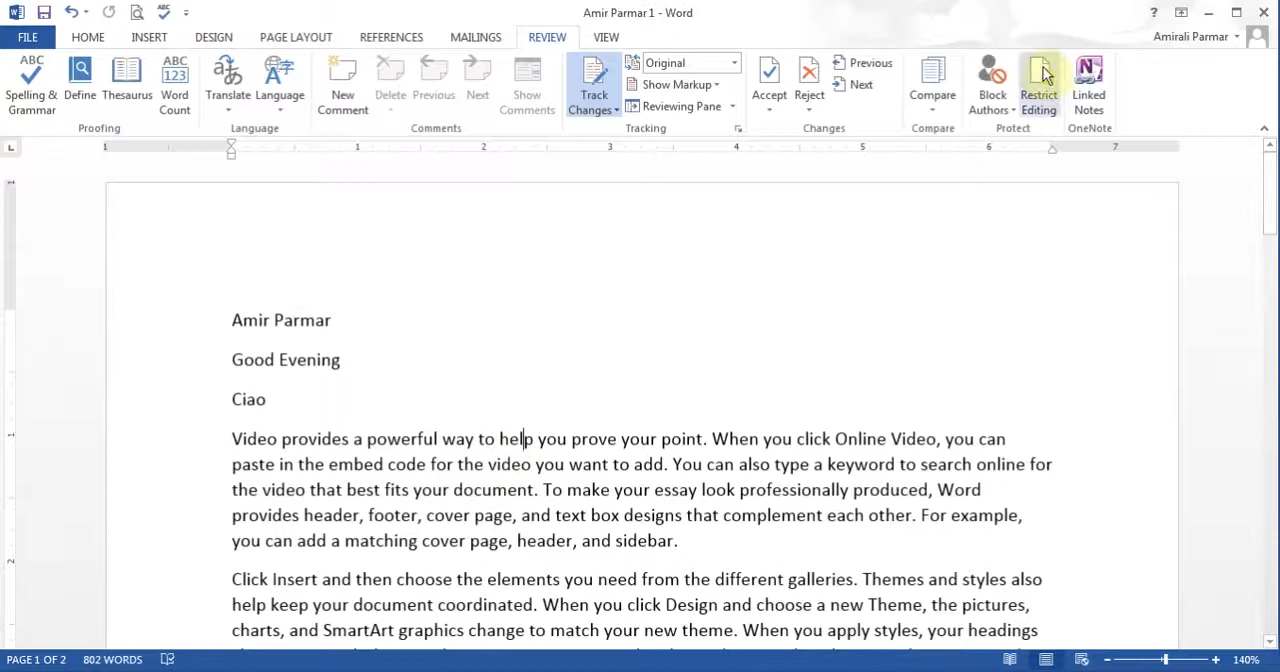 Amir Parmar 1 - Word
?
Amirali Parmar
FILE HOME INSERT DESIGN PAGE LAYOUT REFERENCES MAILINGS REVIEW VIEW
ABC
Spelling &
Grammar
Define
Thesaurus
ABC
123
Word
Count
Proofing
Translate
Language
Language
New
Comment
Delete
Previous
Next
Show
Comments
Comments
Track
Changes
Original
Show Markup
Reviewing Pane
Tracking
Accept
Reject
Previous
Next
Changes
Compare
Compare
Block
Authors
Restrict
Editing
Protect
Linked
Notes
OneNote
1 1 2 3 4 5 6 7
Amir Parmar
Good Evening
Ciao
Video provides a powerful way to help you prove your point. When you click Online Video, you can
paste in the embed code for the video you want to add. You can also type a keyword to search online for
the video that best fits your document. To make your essay look professionally produced, Word
provides header, footer, cover page, and text box designs that complement each other. For example,
you can add a matching cover page, header, and sidebar.
Click Insert and then choose the elements you need from the different galleries. Themes and styles also
help keep your document coordinated. When you click Design and choose a new Theme, the pictures,
charts, and SmartArt graphics change to match your new theme. When you apply styles, your headings
PAGE 1 OF 2 802 WORDS 140%